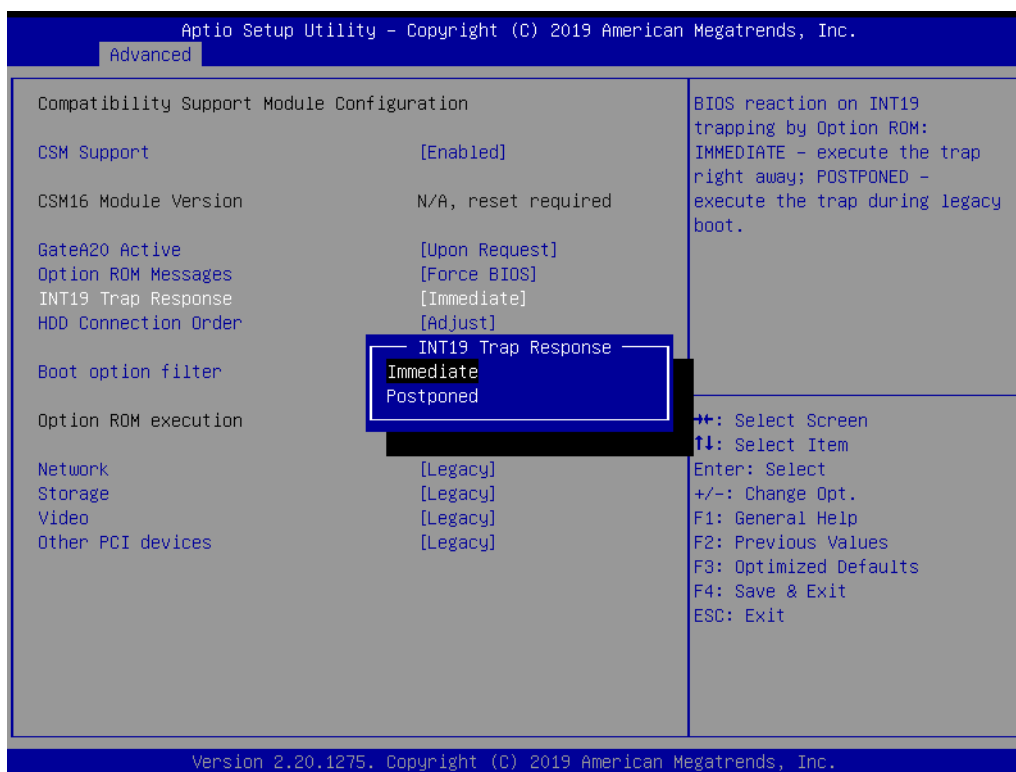 Aptio Setup Utility – Copyright (C) 2019 American Megatrends, Inc.
Advanced
Compatibility Support Module Configuration
CSM Support [Enabled]
CSM16 Module Version N/A, reset required
GateA20 Active [Upon Request]
Option ROM Messages [Force BIOS]
INT19 Trap Response [Immediate]
HDD Connection Order [Adjust]
Boot option filter
Option ROM execution
Network [Legacy]
Storage [Legacy]
Video [Legacy]
Other PCI devices [Legacy]
INT19 Trap Response
Immediate
Postponed
BIOS reaction on INT19
trapping by Option ROM:
IMMEDIATE – execute the trap
right away; POSTPONED –
execute the trap during legacy
boot.
→←: Select Screen
↑↓: Select Item
Enter: Select
+/-: Change Opt.
F1: General Help
F2: Previous Values
F3: Optimized Defaults
F4: Save & Exit
ESC: Exit
Version 2.20.1275. Copyright (C) 2019 American Megatrends, Inc.